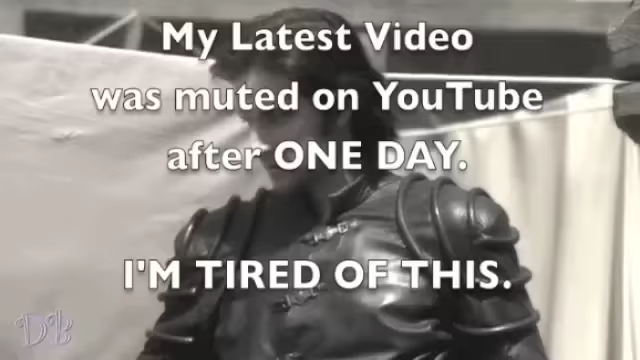 My Latest Video
was muted on YouTube
after ONE DAY.
I'M TIRED OF THIS.